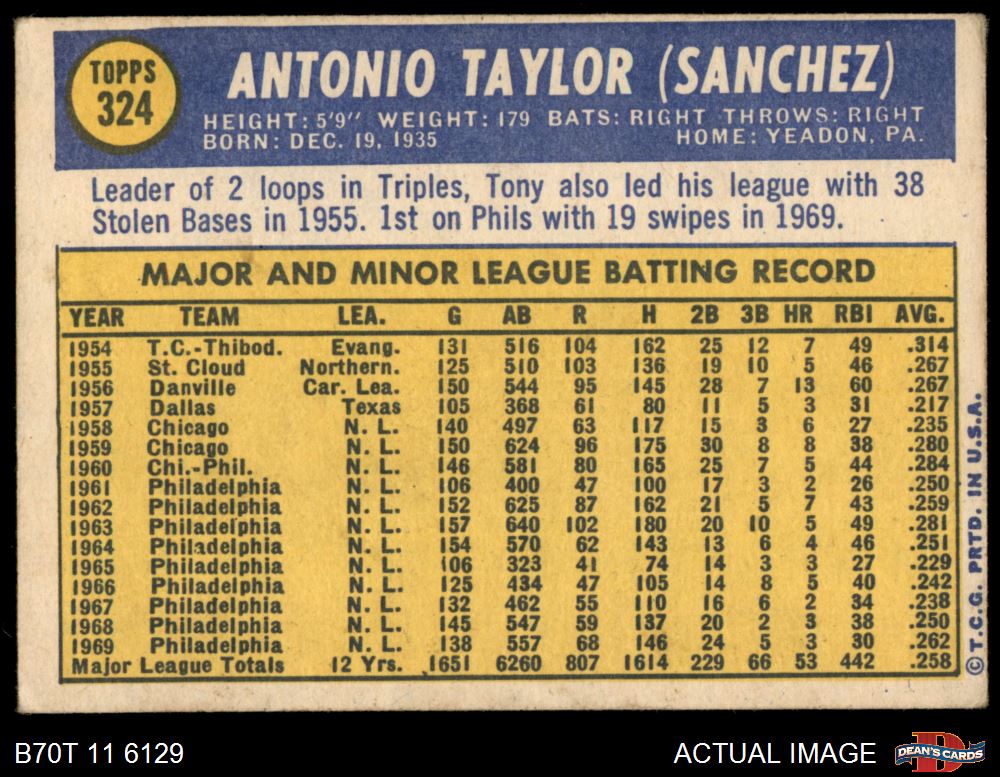 TOPPS
324
ANTONIO TAYLOR (SANCHEZ)
HEIGHT: 5'9" WEIGHT: 179 BATS: RIGHT THROWS: RIGHT
BORN: DEC. 19, 1935 HOME: YEADON, PA.
Leader of 2 loops in Triples, Tony also led his league with 38
Stolen Bases in 1955. 1st on Phils with 19 swipes in 1969.
MAJOR AND MINOR LEAGUE BATTING RECORD
YEAR TEAM LEA. G AB R H 2B 3B HR RBI AVG.
1954 T.C.-Thibod. Evang. 131 516 104 162 25 12 7 49 .314
1955 St. Cloud Northern. 125 510 103 136 19 10 5 46 .267
1956 Danville Car. Lea. 150 544 95 145 28 7 13 60 .267
1957 Dallas Texas 105 368 61 80 11 5 3 31 .217
1958 Chicago N. L. 140 497 63 117 15 3 6 27 .235
1959 Chicago N. L. 150 624 96 175 30 8 8 38 .280
1960 Chi.-Phil. N. L. 146 581 80 165 25 7 5 44 .284
1961 Philadelphia N. L. 106 400 47 100 17 3 2 26 .250
1962 Philadelphia N. L. 152 625 87 162 21 5 7 43 .259
1963 Philadelphia N. L. 157 640 102 180 20 10 5 49 .281
1964 Philadelphia N. L. 154 570 62 143 13 6 4 46 .251
1965 Philadelphia N. L. 106 323 41 74 14 3 3 27 .229
1966 Philadelphia N. L. 125 434 47 105 14 8 5 40 .242
1967 Philadelphia N. L. 132 462 55 110 16 6 2 34 .238
1968 Philadelphia N. L. 145 547 59 137 20 2 3 38 .250
1969 Philadelphia N. L. 138 557 68 146 24 5 3 30 .262
Major League Totals 12 Yrs. 1651 6260 807 1614 229 66 53 442 .258
©T.C.G. PRTD. IN U.S.A.
B70T 11 6129
ACTUAL IMAGE
D
DEAN'S CARDS